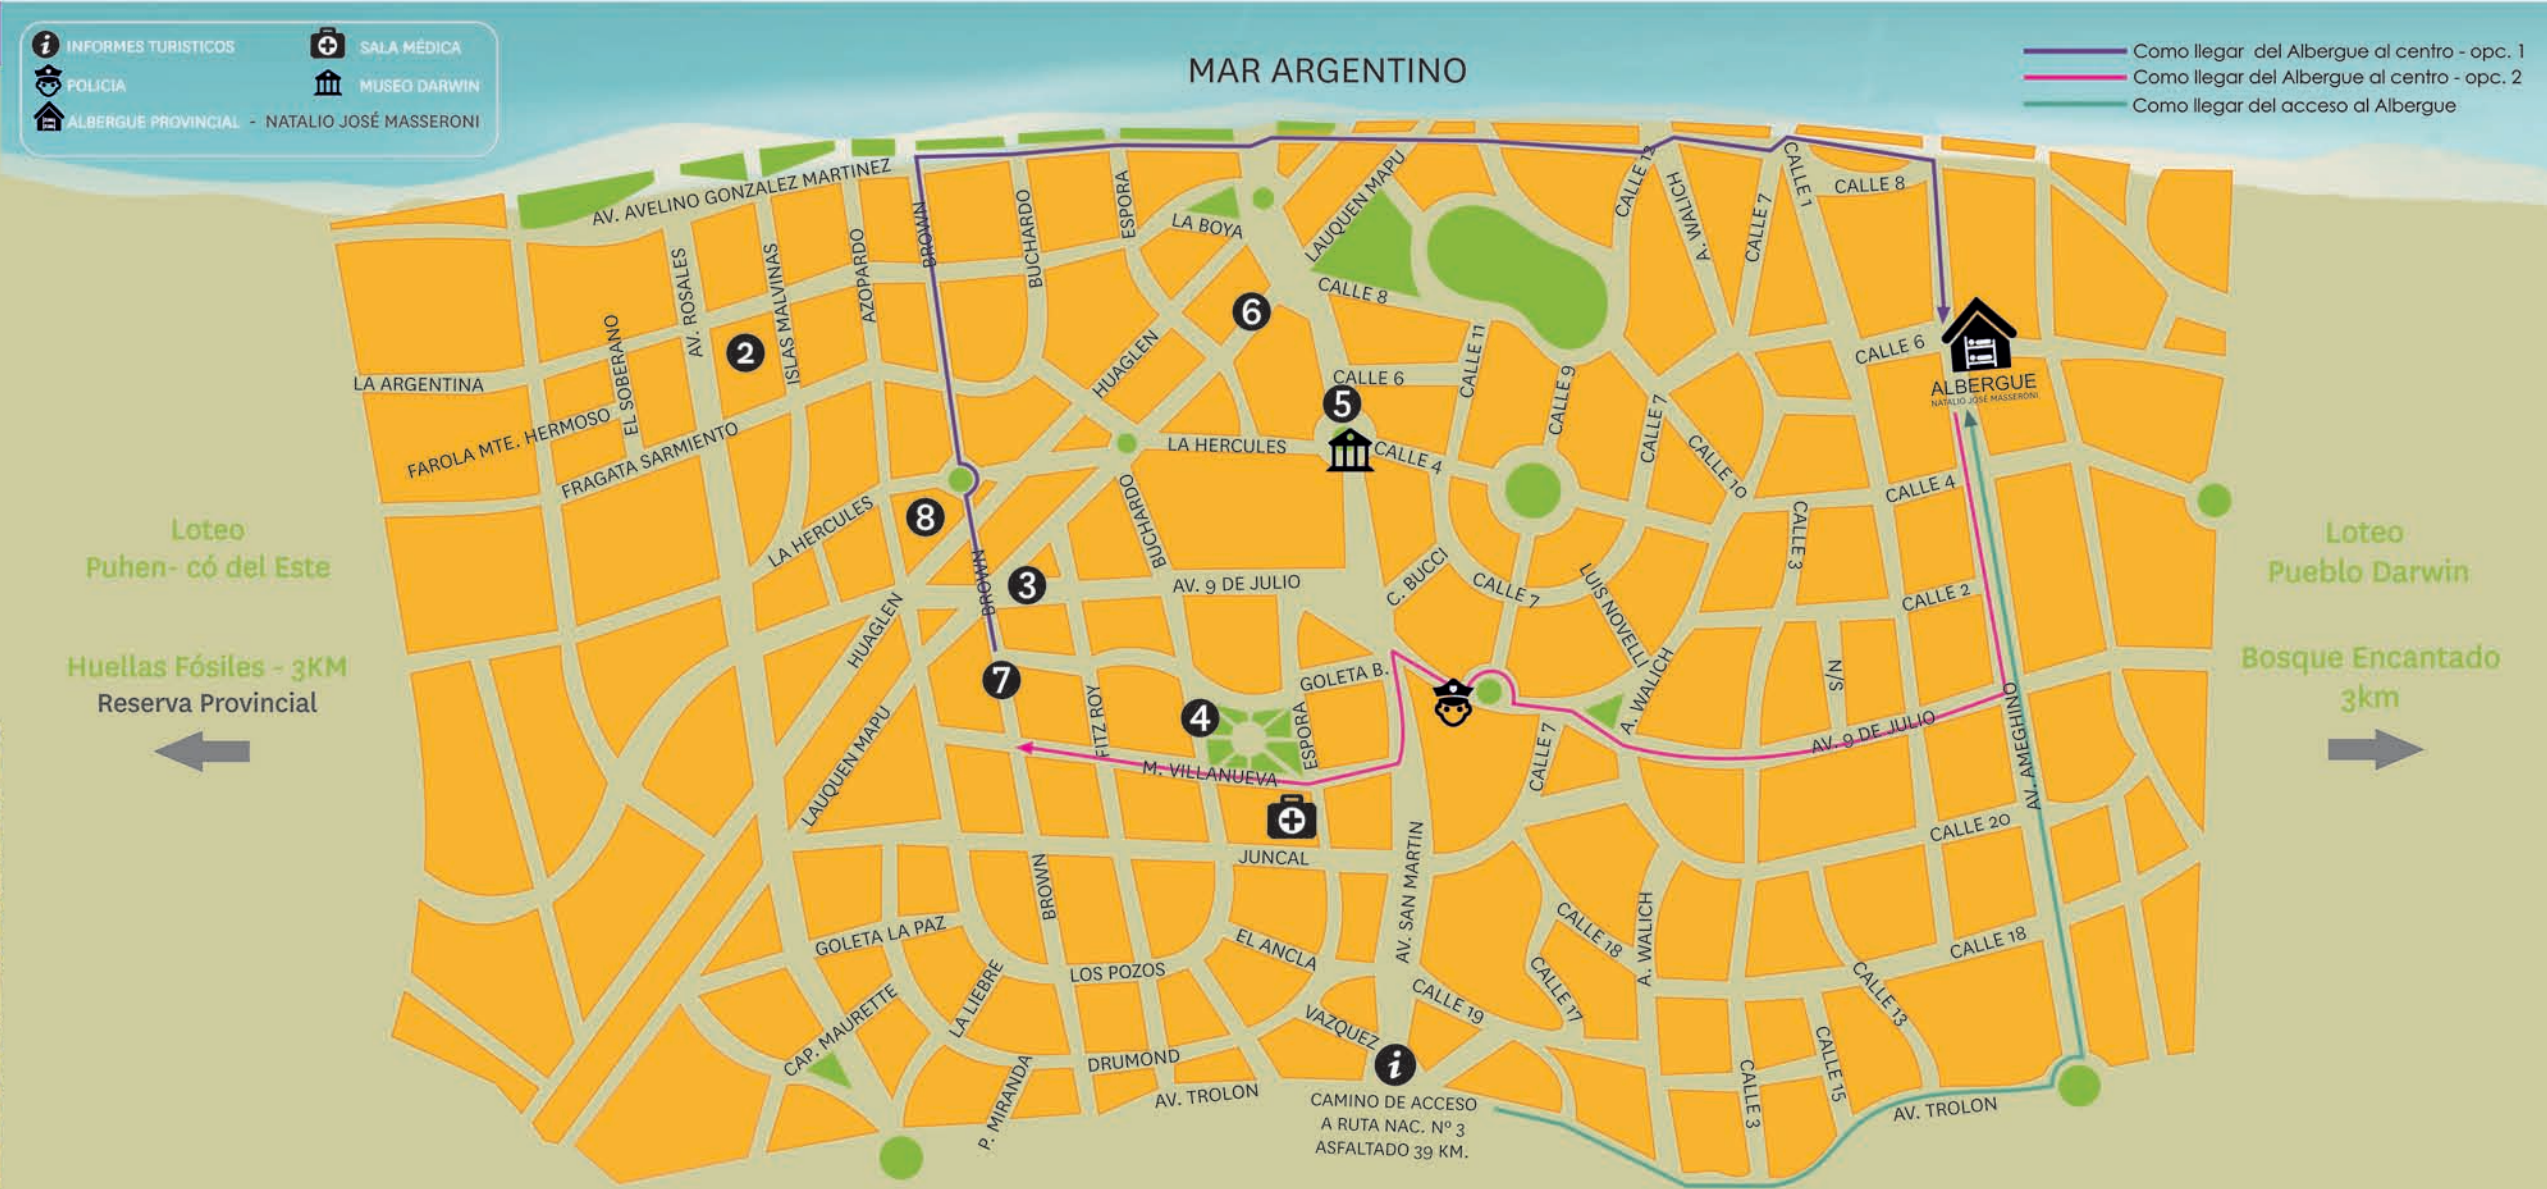 INFORMES TURISTICOS
SALA MÉDICA
POLICIA
MUSEO DARWIN
ALBERGUE PROVINCIAL - NATALIO JOSÉ MASSERONI
MAR ARGENTINO
Como llegar del Albergue al centro - opc. 1
Como llegar del Albergue al centro - opc. 2
Como llegar del acceso al Albergue
AV. AVELINO GONZALEZ MARTINEZ
BROWN
BUCHARDO
ESPORA
LA BOYA
LAUQUEN MAPU
CALLE 12
A. WALICH
CALLE 7
CALLE 1
CALLE 8
AV. ROSALES
ISLAS MALVINAS
AZOPARDO
EL SOBERANO
2
6
CALLE 8
HUAGLEN
CALLE 11
CALLE 6
CALLE 9
CALLE 7
CALLE 10
CALLE 6
ALBERGUE
NATALIO JOSÉ MASSERONI
LA ARGENTINA
FAROLA MTE. HERMOSO
FRAGATA SARMIENTO
5
LA HERCULES
CALLE 4
CALLE 4
CALLE 3
LA HERCULES
8
BUCHARDO
BROWN
3
AV. 9 DE JULIO
C. BUCCI
CALLE 7
LUIS NOVELLI
CALLE 2
Loteo
Puhen- có del Este
Huellas Fósiles - 3KM
Reserva Provincial
Loteo
Pueblo Darwin
Bosque Encantado
3km
HUAGLEN
7
FITZ ROY
4
ESPORA
GOLETA B.
A. WALICH
S/N
AV. 9 DE JULIO
AV. AMEGHINO
LAUQUEN MAPU
M. VILLANUEVA
CALLE 7
JUNCAL
AV. SAN MARTIN
CALLE 20
BROWN
GOLETA LA PAZ
EL ANCLA
LOS POZOS
CALLE 18
A. WALICH
CALLE 18
CALLE 17
CALLE 13
LA LIEBRE
CAP. MAURETTE
CALLE 19
VAZQUEZ
DRUMOND
P. MIRANDA
AV. TROLON
CALLE 3
CALLE 15
AV. TROLON
CAMINO DE ACCESO
A RUTA NAC. Nº 3
ASFALTADO 39 KM.